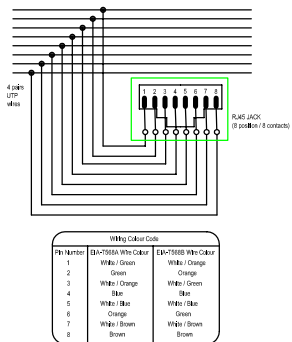 4 pairs
UTP
wires
1 2 3 4 5 6 7 8
RJ45 JACK
(8 position / 8 contacts)
Wiring Colour Code
Pin Number EIA-T568A Wire Colour EIA-T568B Wire Colour
1 White / Green White / Orange
2 Green Orange
3 White / Orange White / Green
4 Blue Blue
5 White / Blue White / Blue
6 Orange Green
7 White / Brown White / Brown
8 Brown Brown